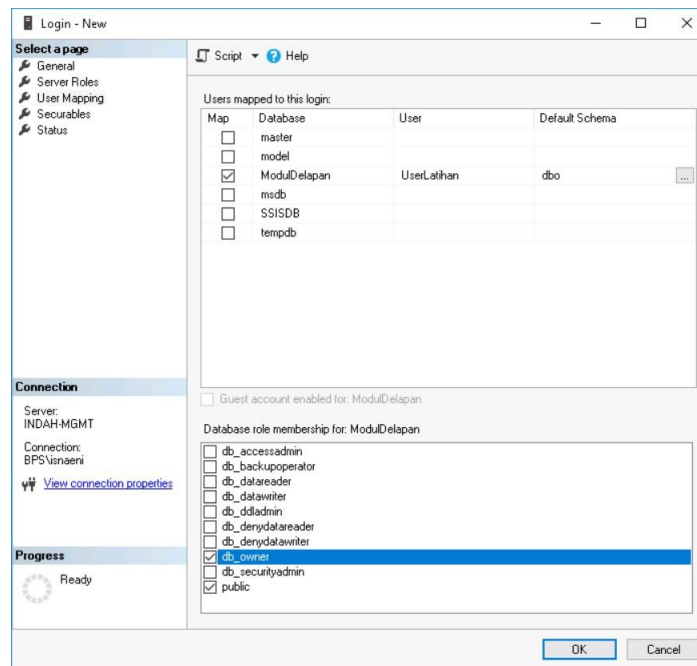 Login - New
Select a page
General
Server Roles
User Mapping
Securables
Status
Script Help
Users mapped to this login:
Map Database User Default Schema
master
model
ModulDelapan UserLatihan dbo ...
msdb
SSISDB
tempdb
Guest account enabled for: ModulDelapan
Database role membership for: ModulDelapan
db_accessadmin
db_backupoperator
db_datareader
db_datawriter
db_ddladmin
db_denydatareader
db_denydatawriter
db_owner
db_securityadmin
public
Connection
Server:
INDAH-MGMT
Connection:
BPS\isnaeni
View connection properties
Progress
Ready
OK Cancel